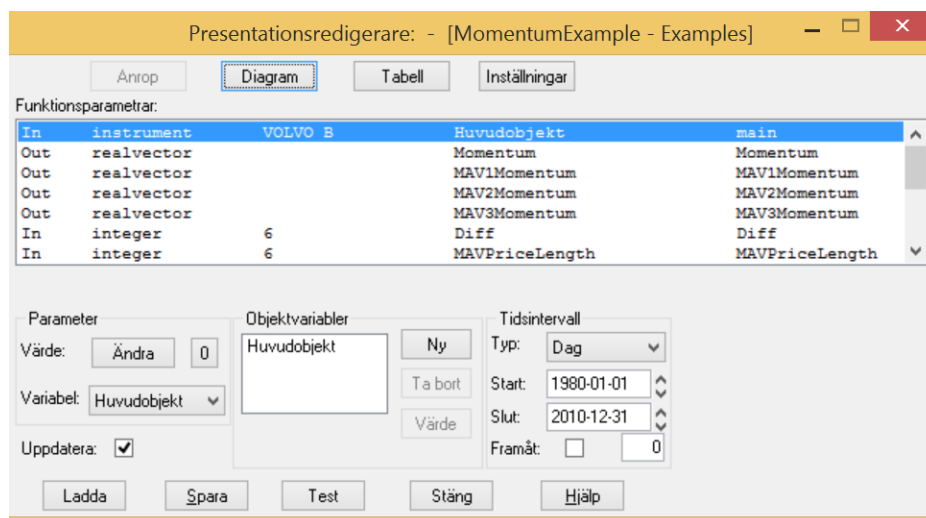 Presentationsredigerare: - [MomentumExample - Examples]
Anrop Diagram Tabell Inställningar
Funktionsparametrar:
In instrument VOLVO B Huvudobjekt main
Out realvector Momentum Momentum
Out realvector MAV1Momentum MAV1Momentum
Out realvector MAV2Momentum MAV2Momentum
Out realvector MAV3Momentum MAV3Momentum
In integer 6 Diff Diff
In integer 6 MAVPriceLength MAVPriceLength
Parameter
Värde: Ändra 0
Variabel: Huvudobjekt
Uppdatera:
Objektvariabler
Huvudobjekt
Ny
Ta bort
Värde
Tidsintervall
Typ: Dag
Start: 1980-01-01
Slut: 2010-12-31
Framåt: 0
Ladda Spara Test Stäng Hjälp